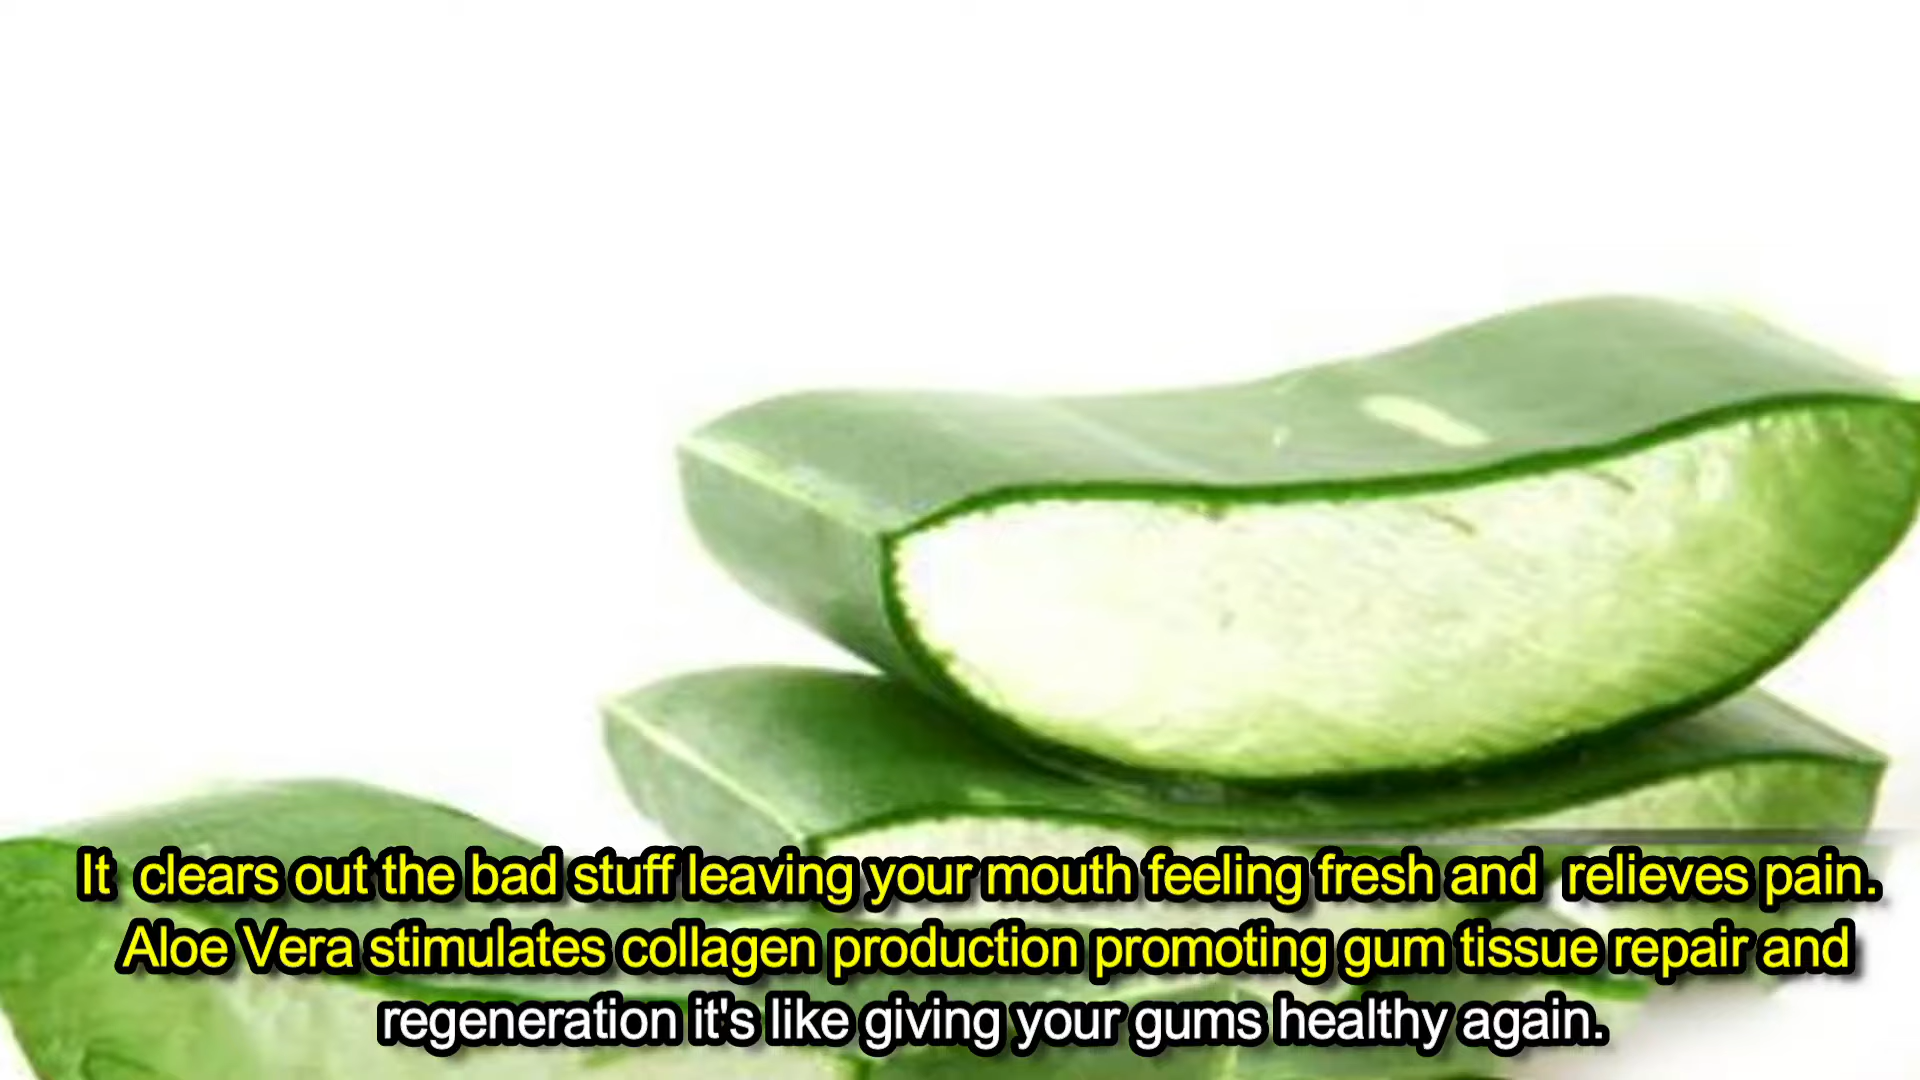 It clears out the bad stuff leaving your mouth feeling fresh and relieves pain.
Aloe Vera stimulates collagen production promoting gum tissue repair and
regeneration it's like giving your gums healthy again.